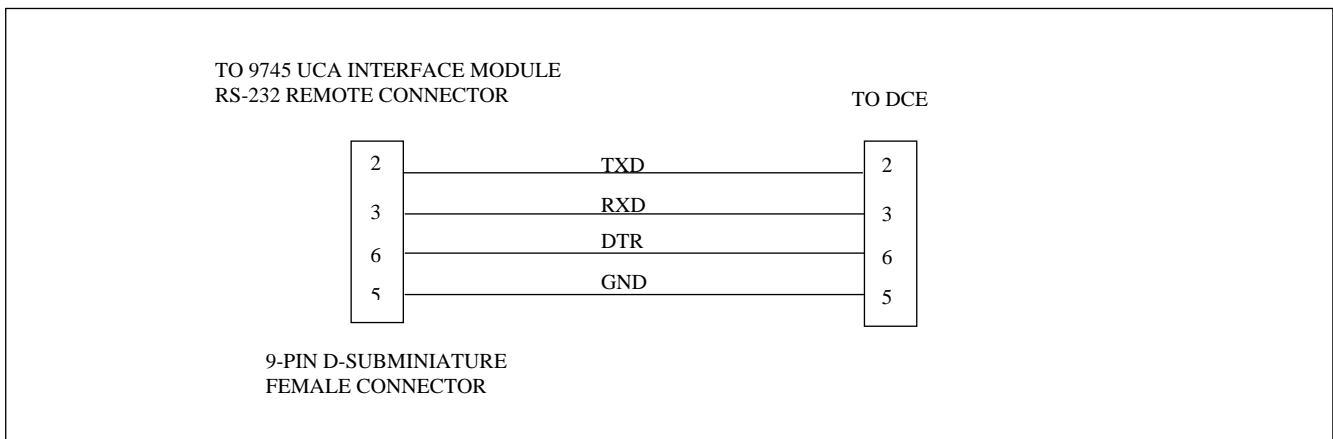 TO 9745 UCA INTERFACE MODULE
RS-232 REMOTE CONNECTOR
TO DCE
2 TXD 2
3 RXD 3
6 DTR 6
5 GND 5
9-PIN D-SUBMINIATURE
FEMALE CONNECTOR